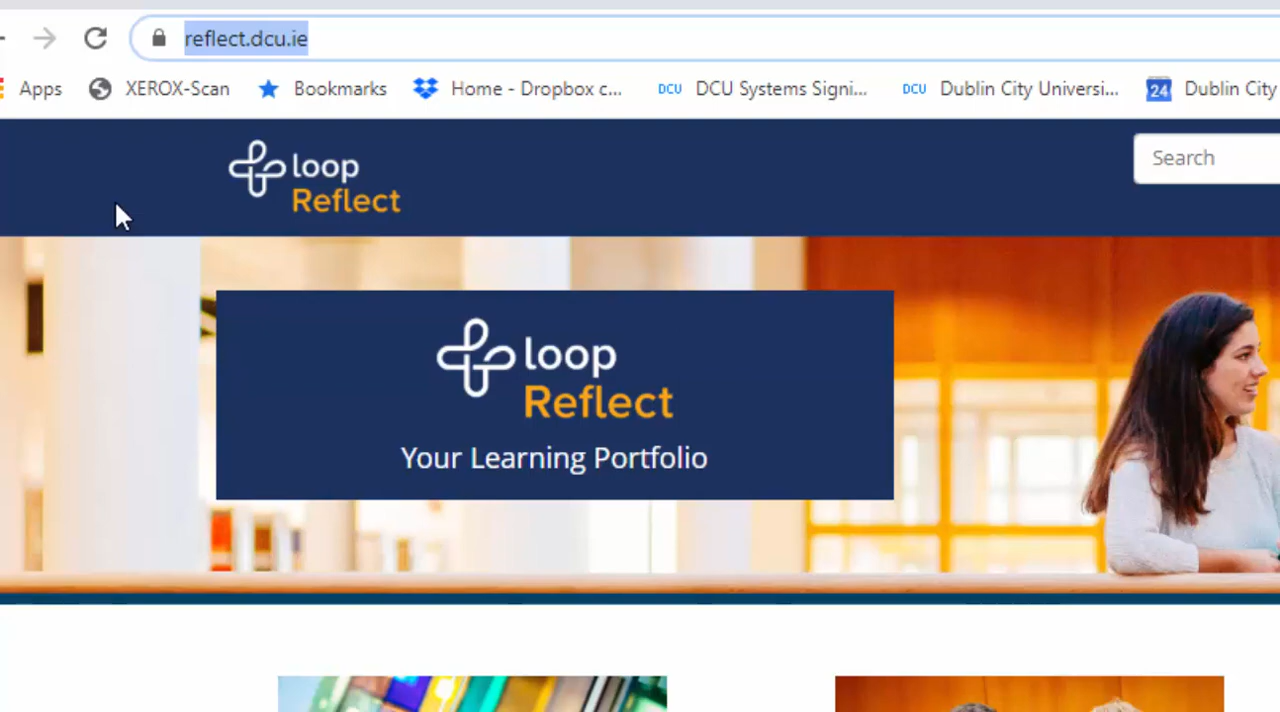 reflect.dcu.ie
Apps XEROX-Scan Bookmarks Home - Dropbox c... DCU DCU Systems Signi... DCU Dublin City Universi... 24 Dublin City
loop
Reflect
Search
loop
Reflect
Your Learning Portfolio